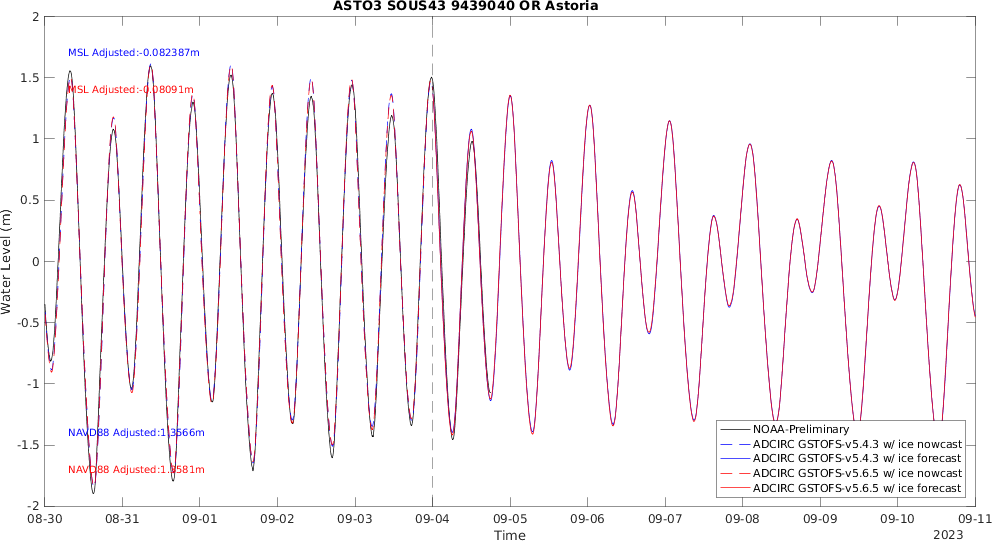 ASTO3 SOUS43 9439040 OR Astoria
2
1.5
1
0.5
0
-0.5
-1
-1.5
-2
Water Level (m)
MSL Adjusted:-0.082387m
MSL Adjusted:-0.08091m
NAVD88 Adjusted:1.3566m
NAVD88 Adjusted:1.3581m
NOAA-Preliminary
ADCIRC GSTOFS-v5.4.3 w/ ice nowcast
ADCIRC GSTOFS-v5.4.3 w/ ice forecast
ADCIRC GSTOFS-v5.6.5 w/ ice nowcast
ADCIRC GSTOFS-v5.6.5 w/ ice forecast
08-30 08-31 09-01 09-02 09-03 09-04 09-05 09-06 09-07 09-08 09-09 09-10 09-11
Time
2023